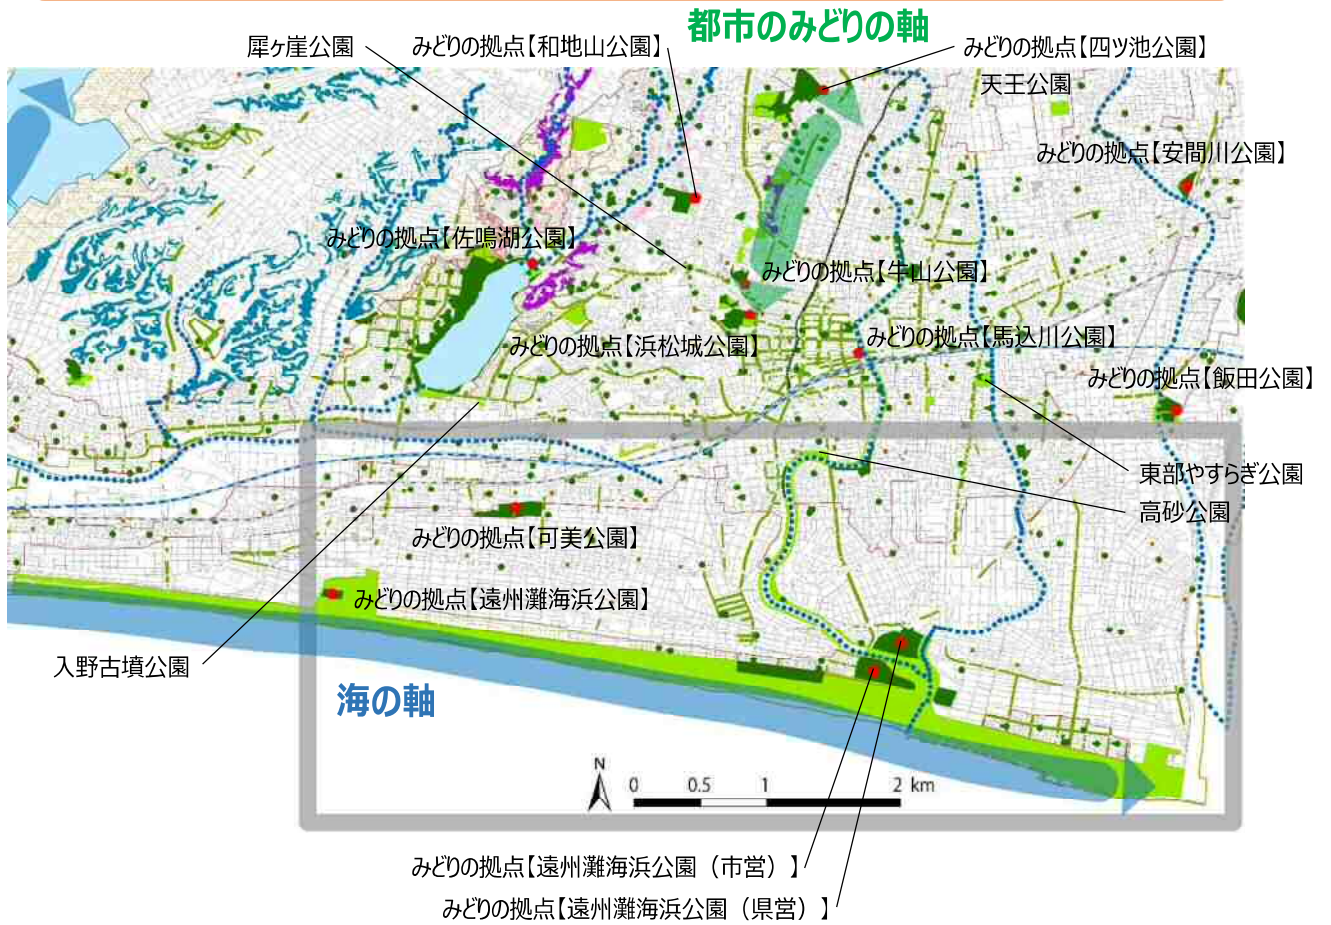 都市のみどりの軸
犀ヶ崖公園
みどりの拠点【和地山公園】
みどりの拠点【四ツ池公園】
天王公園
みどりの拠点【安間川公園】
みどりの拠点【佐鳴湖公園】
みどりの拠点【牛山公園】
みどりの拠点【浜松城公園】
みどりの拠点【馬込川公園】
みどりの拠点【飯田公園】
東部やすらぎ公園
高砂公園
みどりの拠点【可美公園】
みどりの拠点【遠州灘海浜公園】
入野古墳公園
海の軸
N
0 0.5 1 2 km
みどりの拠点【遠州灘海浜公園（市営）】
みどりの拠点【遠州灘海浜公園（県営）】